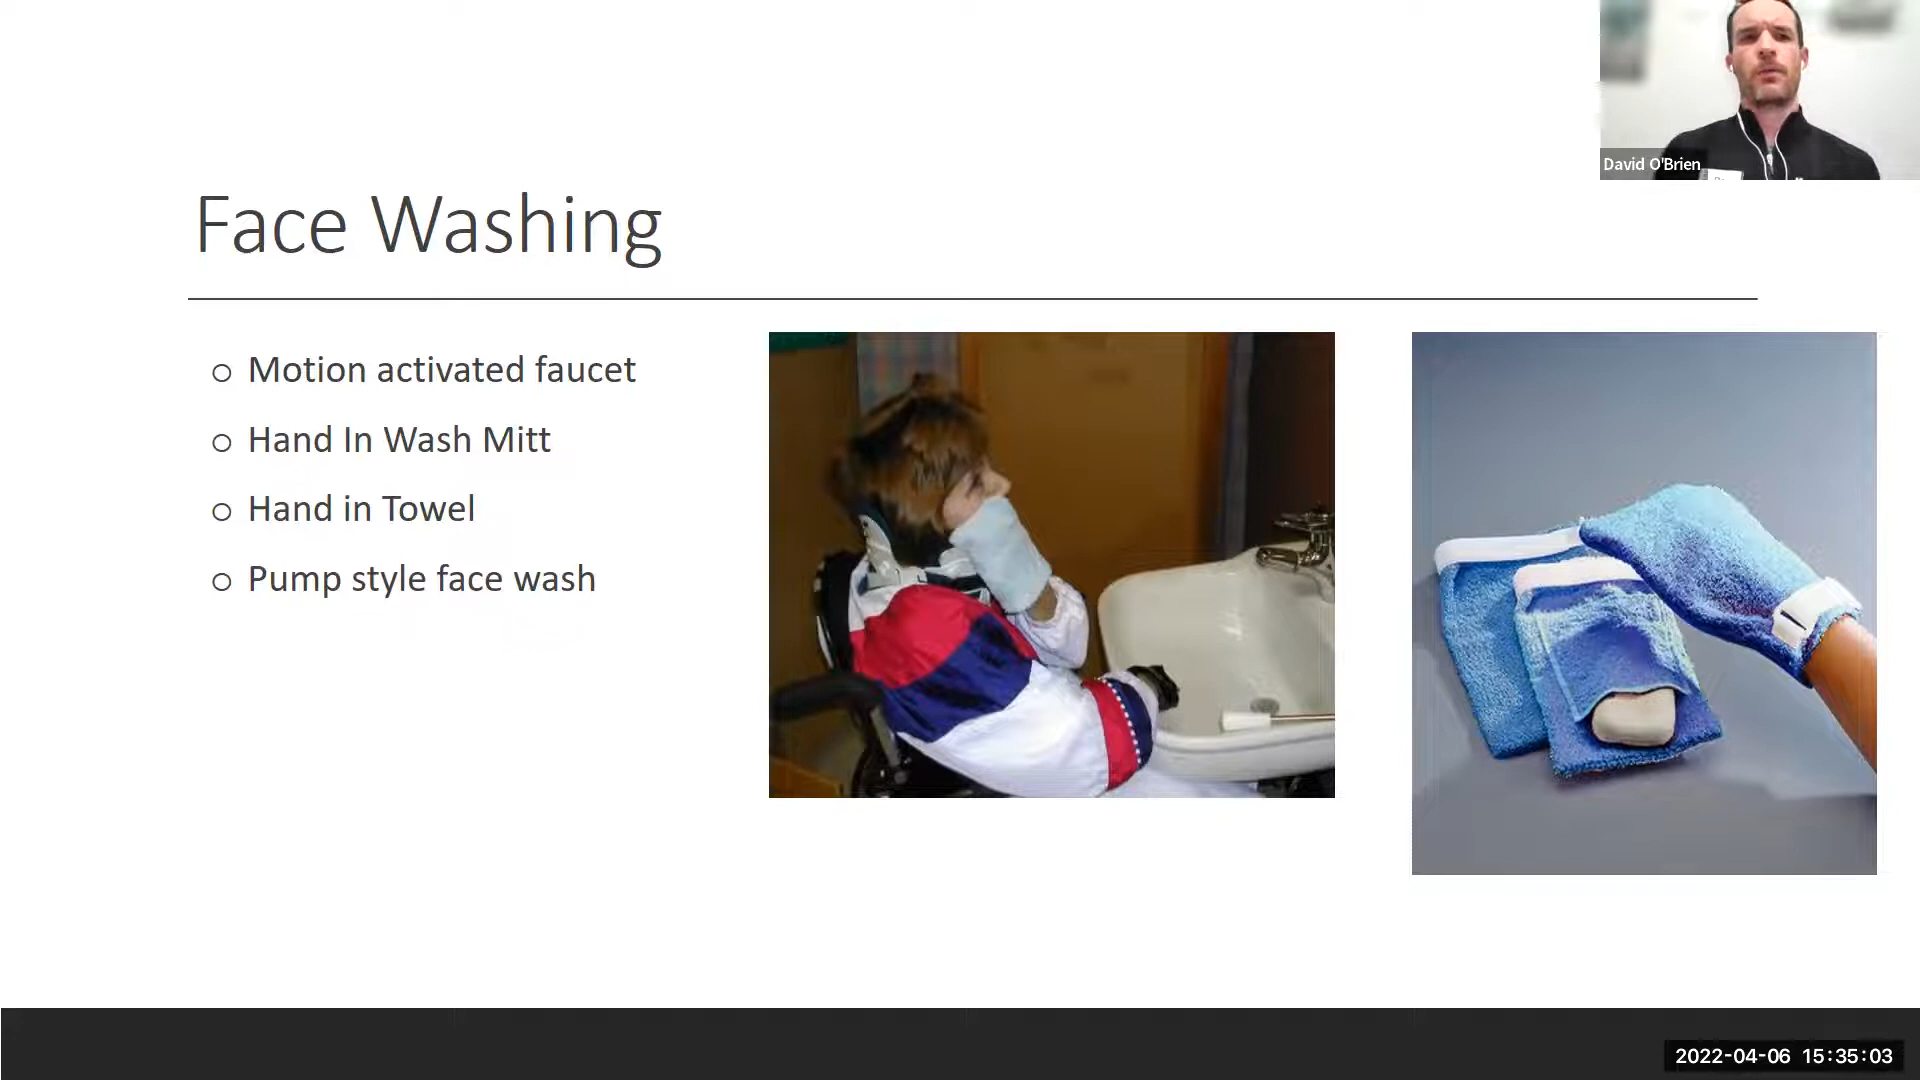 David O'Brien
Face Washing
Motion activated faucet
Hand In Wash Mitt
Hand in Towel
Pump style face wash
2022-04-06 15:35:03